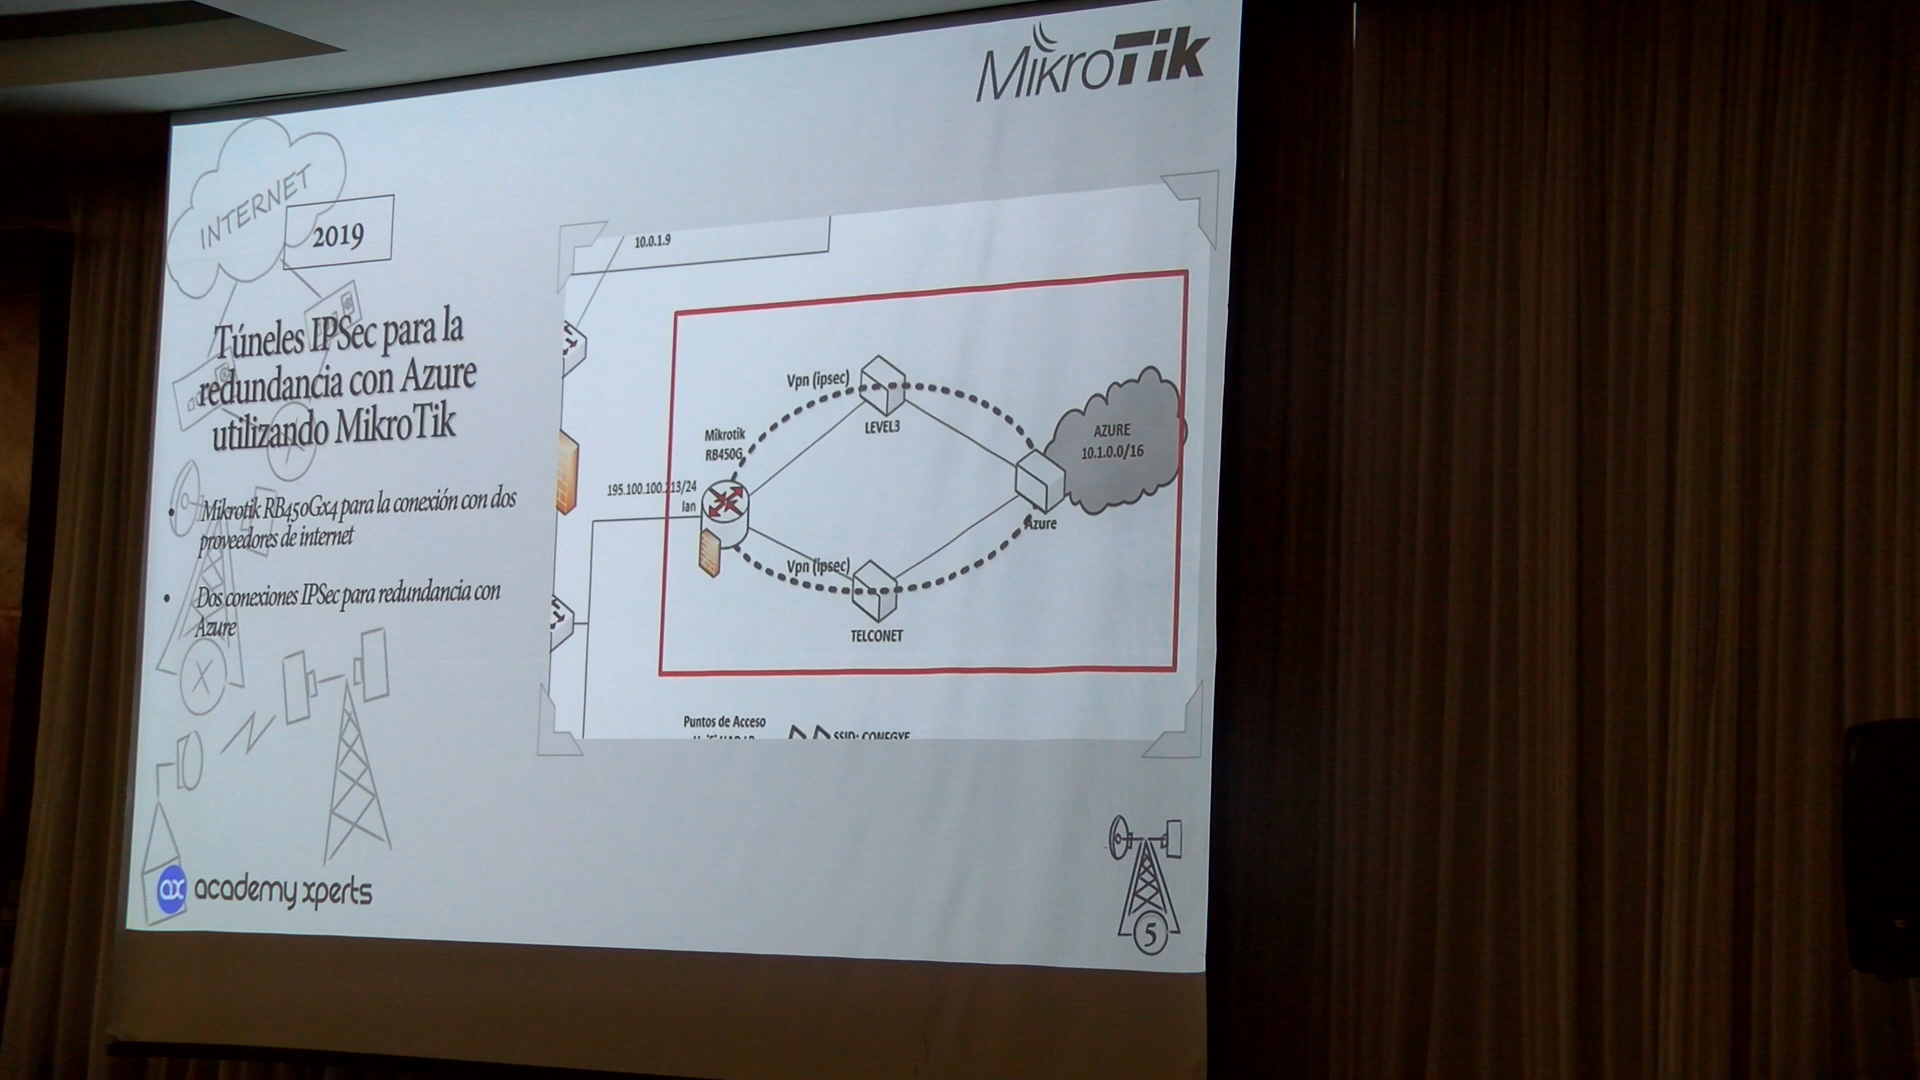 MikroTik
INTERNET
2019
Túneles IPSec para la
redundancia con Azure
utilizando MikroTik
• Mikrotik RB450Gx4 para la conexión con dos
proveedores de internet
• Dos conexiones IPSec para redundancia con
Azure
10.0.1.9
Vpn (ipsec)
LEVEL3
Mikrotik
RB450G
AZURE
10.1.0.0/16
195.100.100.113/24
lan
Azure
Vpn (ipsec)
TELCONET
Puntos de Acceso
SSID: CONEGYE
ax academy xperts
5